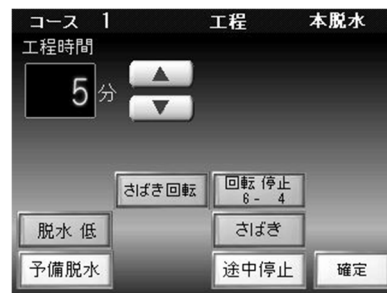 コース 1 工程 本脱水
工程時間
5 分
さばき回転 回転 停止
6- 4
脱水 低 さばき
予備脱水 途中停止 確定